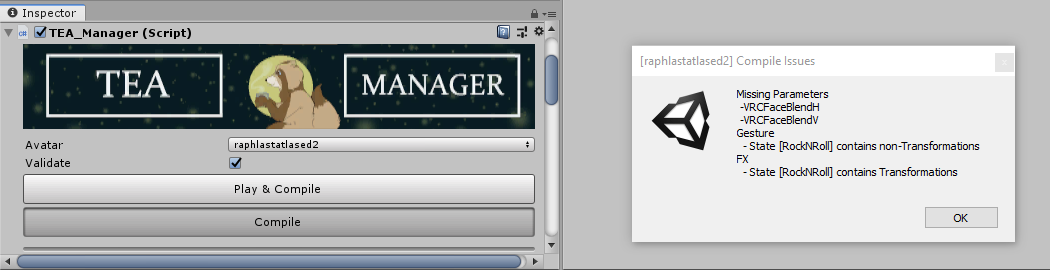 Inspector
TEA_Manager (Script)
TEA
MANAGER
Avatar
raphlastatlased2
Validate
Play & Compile
Compile
[raphlastatlased2] Compile Issues
Missing Parameters
-VRCFaceBlendH
-VRCFaceBlendV
Gesture
- State [RockNRoll] contains non-Transformations
FX
- State [RockNRoll] contains Transformations
OK